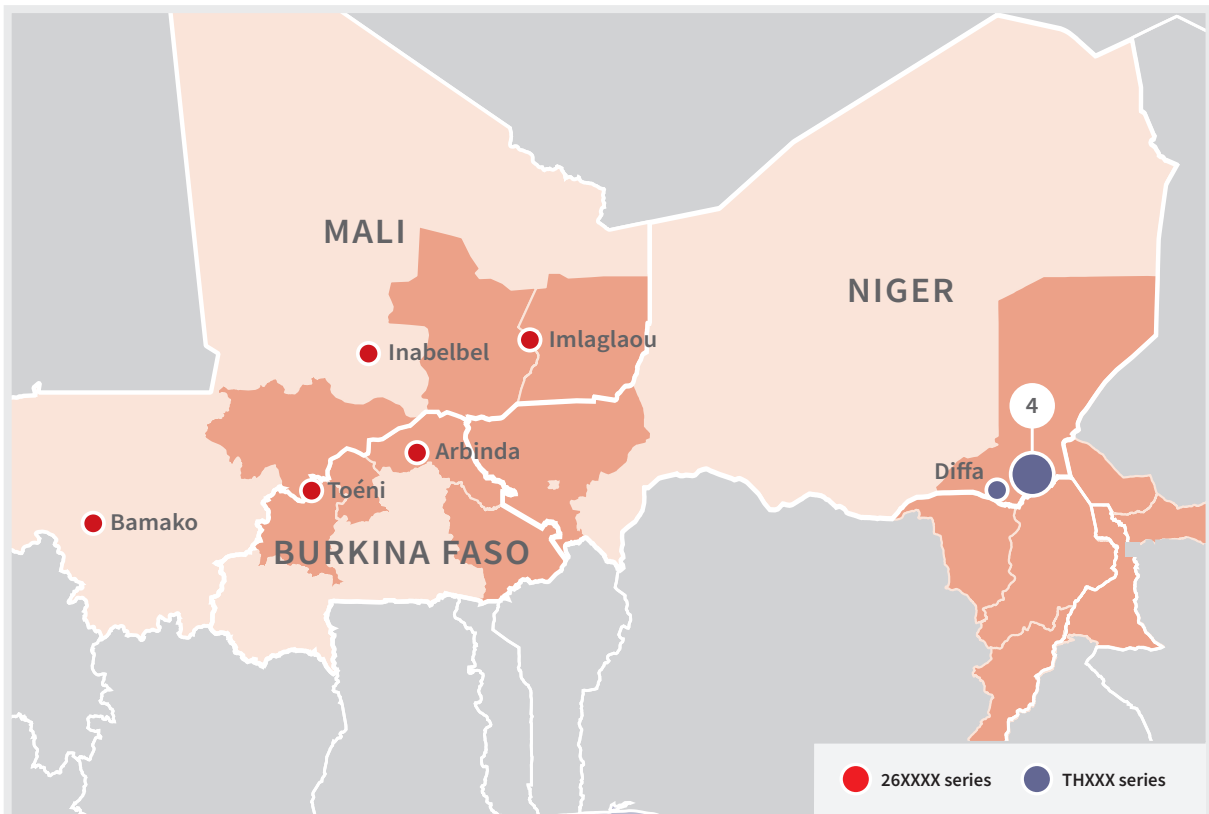 MALI
NIGER
Inabelbel
Imlaglaou
4
Arbinda
Diffa
Toéni
Bamako
BURKINA FASO
26XXXX series
THXXX series